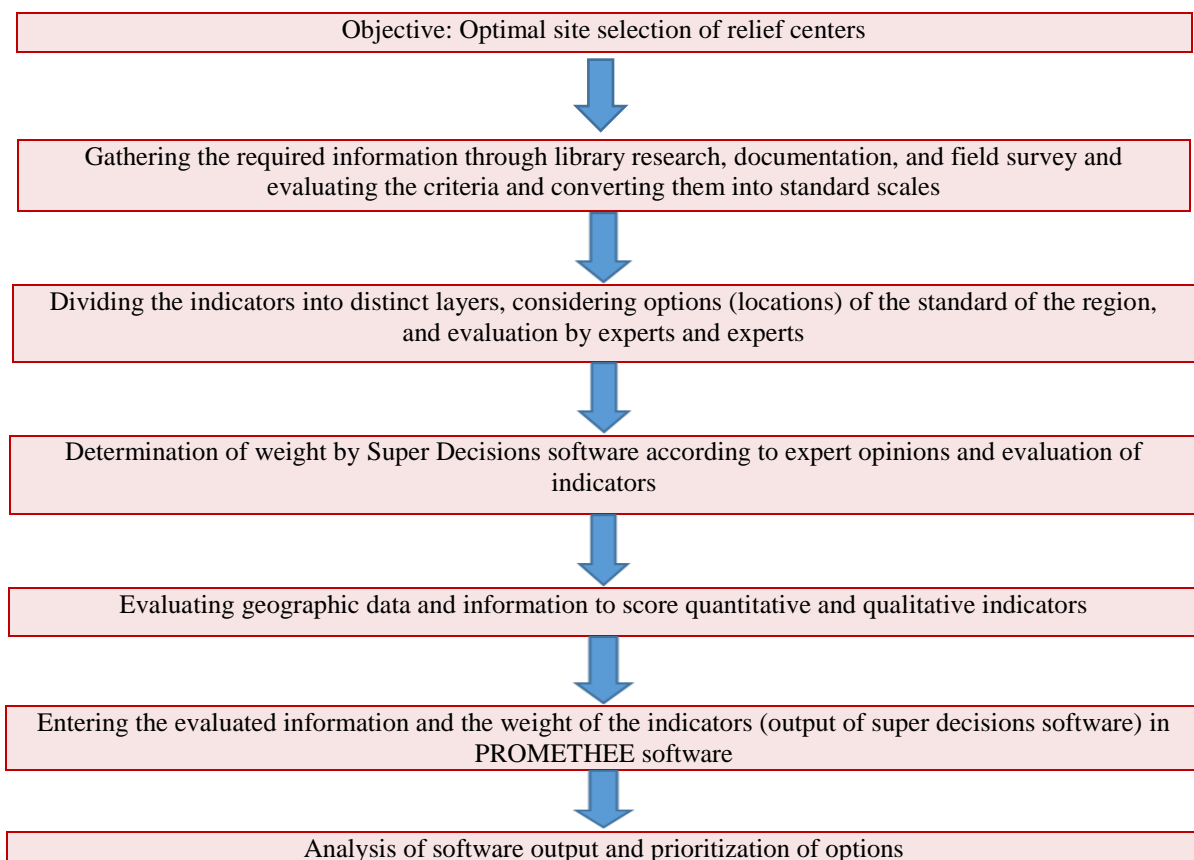 Objective: Optimal site selection of relief centers
Gathering the required information through library research, documentation, and field survey and
evaluating the criteria and converting them into standard scales
Dividing the indicators into distinct layers, considering options (locations) of the standard of the region,
and evaluation by experts and experts
Determination of weight by Super Decisions software according to expert opinions and evaluation of
indicators
Evaluating geographic data and information to score quantitative and qualitative indicators
Entering the evaluated information and the weight of the indicators (output of super decisions software) in
PROMETHEE software
Analysis of software output and prioritization of options